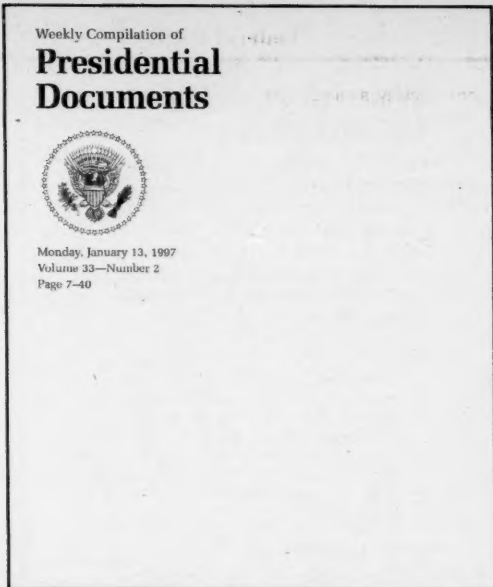 Weekly Compilation of
Presidential
Documents
Monday, January 13, 1997
Volume 33—Number 2
Page 7–40